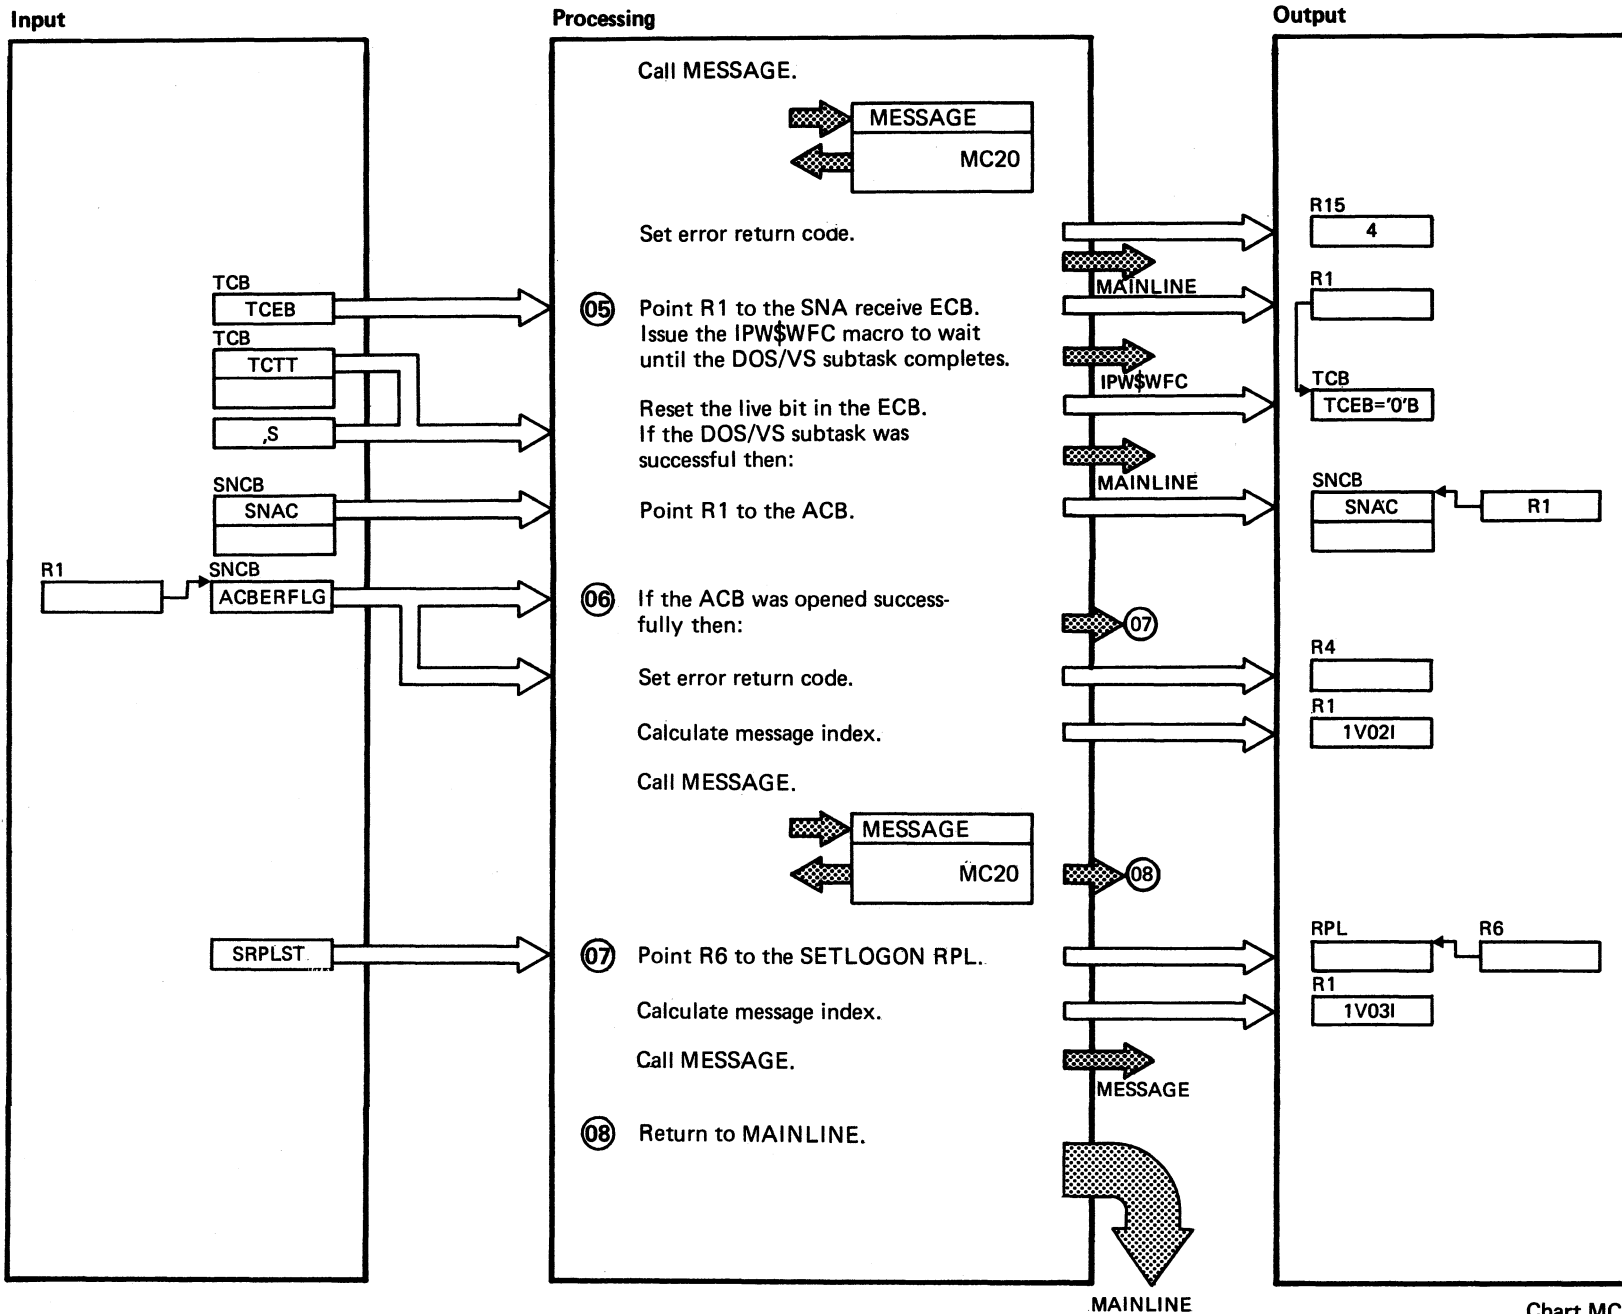 Input
Processing
Output
Call MESSAGE.
MESSAGE
MC20
Set error return code.
R15
4
MAINLINE
TCB
TCEB
05 Point R1 to the SNA receive ECB.
Issue the IPW$WFC macro to wait
until the DOS/VS subtask completes.
R1
IPW$WFC
TCB
TCTT
,S
Reset the live bit in the ECB.
If the DOS/VS subtask was
successful then:
TCB
TCEB='0'B
MAINLINE
SNCB
SNAC
Point R1 to the ACB.
SNCB
SNAC
R1
R1
SNCB
ACBERFLG
06 If the ACB was opened success-
fully then:
07
Set error return code.
R4
Calculate message index.
R1
1V02I
Call MESSAGE.
MESSAGE
MC20
08
SRPLST
07 Point R6 to the SETLOGON RPL.
RPL
R6
Calculate message index.
R1
1V03I
Call MESSAGE.
MESSAGE
08 Return to MAINLINE.
MAINLINE
Chart MC